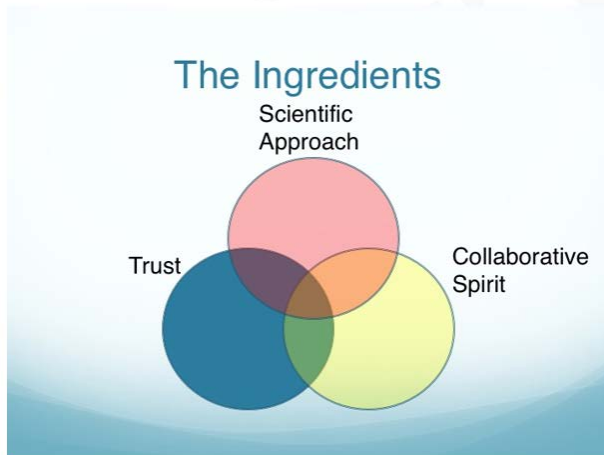 The Ingredients
Scientific
Approach
Trust
Collaborative
Spirit